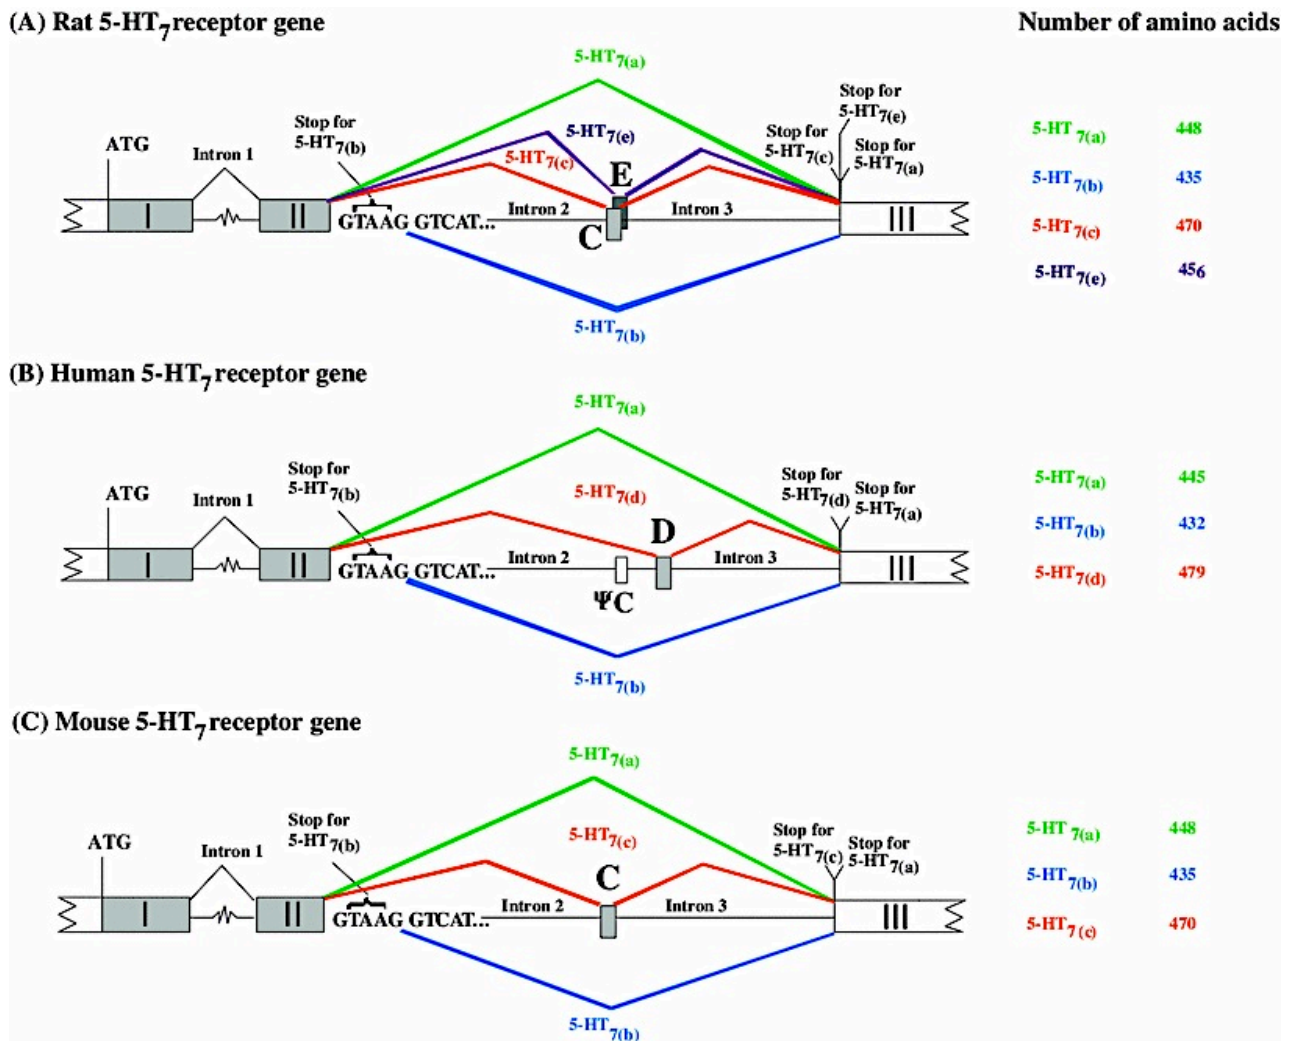 (A) Rat 5-HT7 receptor gene
Number of amino acids
5-HT7(a)
Stop for
5-HT7(e)
ATG
Intron 1
Stop for
5-HT7(b)
5-HT7(e)
5-HT7(c)
E
Stop for
5-HT7(c)
Stop for
5-HT7(a)
I
II
GTAAG GTCAT...
Intron 2
C
Intron 3
III
5-HT7(b)
5-HT 7(a) 448
5-HT7(b) 435
5-HT7(c) 470
5-HT7(e) 456
(B) Human 5-HT7 receptor gene
5-HT7(a)
ATG
Intron 1
Stop for
5-HT7(b)
5-HT7(d)
D
Stop for
5-HT7(d)
Stop for
5-HT7(a)
I
II
GTAAG GTCAT...
Intron 2
ΨC
Intron 3
III
5-HT7(b)
5-HT7(a) 445
5-HT7(b) 432
5-HT7(d) 479
(C) Mouse 5-HT7 receptor gene
5-HT7(a)
ATG
Intron 1
Stop for
5-HT7(b)
5-HT7(c)
C
Stop for
5-HT7(c)
Stop for
5-HT7(a)
I
II
GTAAG GTCAT...
Intron 2
Intron 3
III
5-HT7(b)
5-HT 7(a) 448
5-HT7(b) 435
5-HT7(c) 470